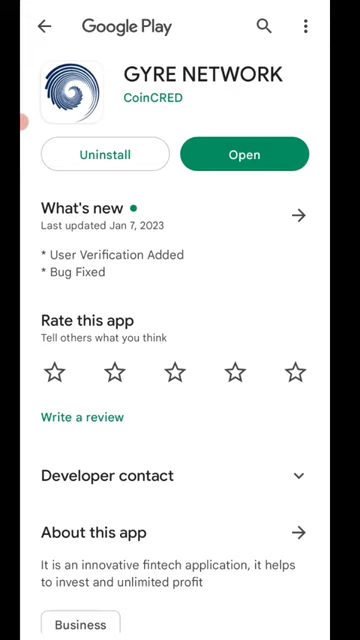 Google Play
GYRE NETWORK
CoinCRED
Uninstall
Open
What's new
Last updated Jan 7, 2023
* User Verification Added
* Bug Fixed
Rate this app
Tell others what you think
Write a review
Developer contact
About this app
It is an innovative fintech application, it helps
to invest and unlimited profit
Business